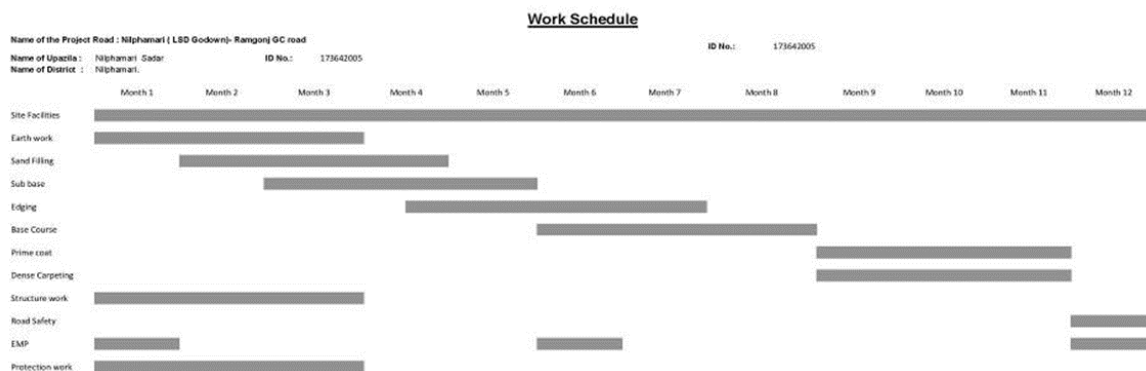 Work Schedule
Name of the Project Road : Nilphamari ( LSD Godown)- Ramgonj GC road
ID No.: 173642005
Name of Upazila : Nilphamari Sadar ID No.: 173642005
Name of District : Nilphamari.
Month 1 Month 2 Month 3 Month 4 Month 5 Month 6 Month 7 Month 8 Month 9 Month 10 Month 11 Month 12
Site Facilities
Earth work
Sand Filling
Sub base
Edging
Base Course
Prime coat
Dense Carpeting
Structure work
Road Safety
EMP
Protection work